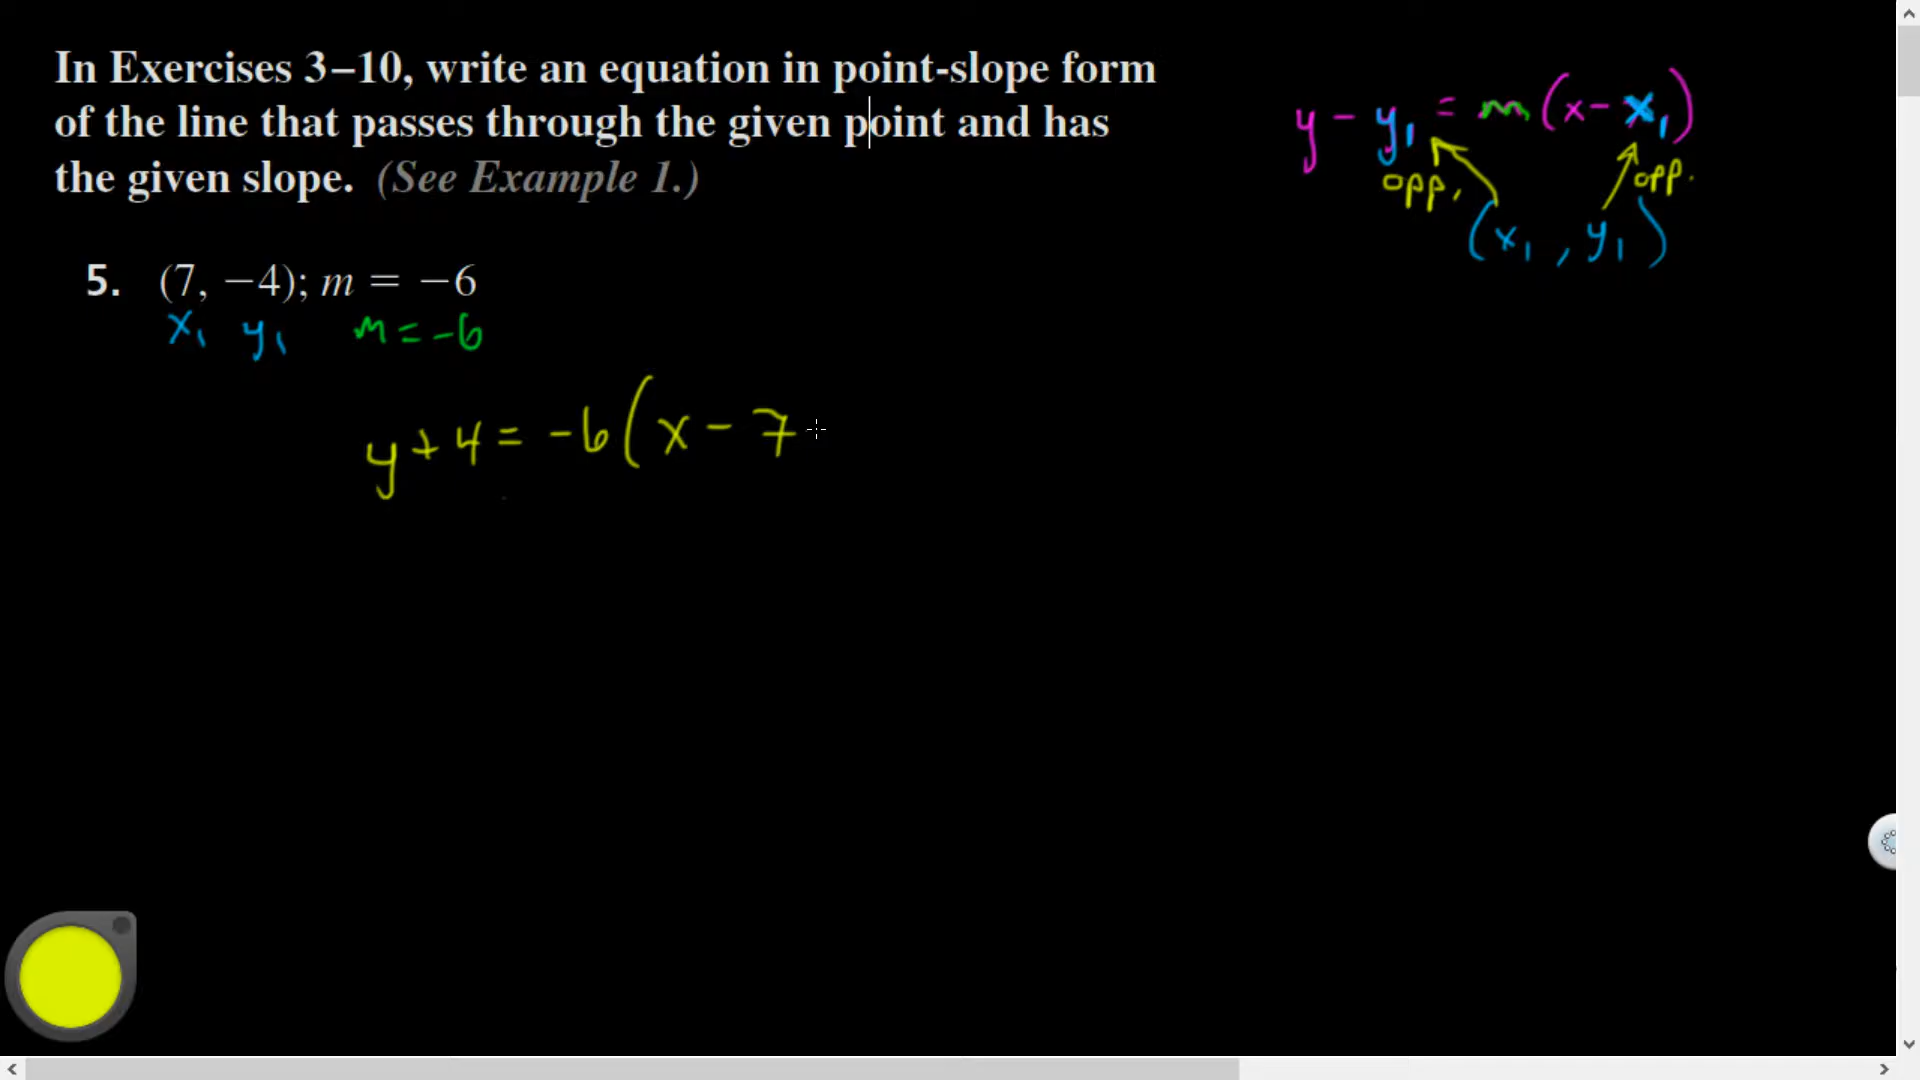 In Exercises 3–10, write an equation in point-slope form
of the line that passes through the given point and has
the given slope. (See Example 1.)
y - y₁ = m(x - x₁)
opp. opp.
(x₁, y₁)
5. (7, −4); m = −6
x₁ y₁ m = -6
y + 4 = -6(x - 7